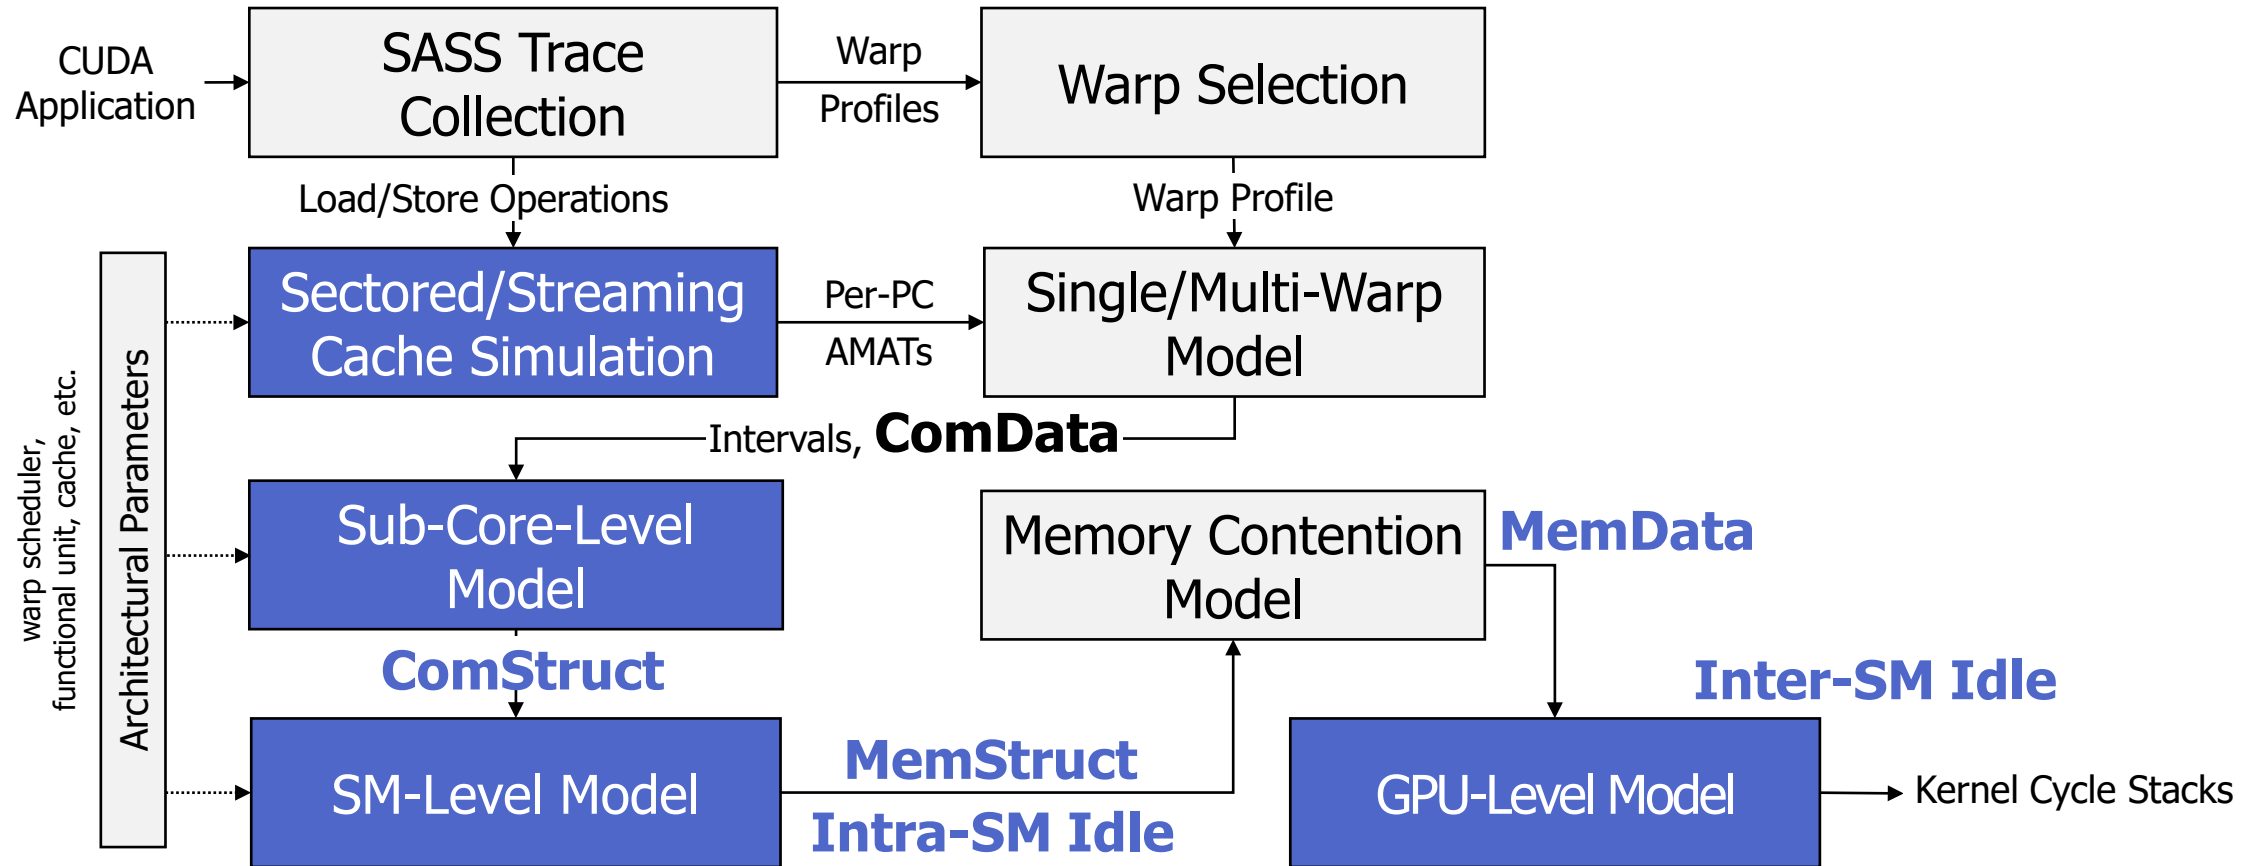 CUDA
Application
SASS Trace
Collection
Warp
Profiles
Warp Selection
Load/Store Operations
Warp Profile
warp scheduler,
functional unit, cache, etc.
Architectural Parameters
Sectored/Streaming
Cache Simulation
Per-PC
AMATs
Single/Multi-Warp
Model
Intervals, ComData
Sub-Core-Level
Model
Memory Contention
Model
MemData
ComStruct
Inter-SM Idle
SM-Level Model
MemStruct
Intra-SM Idle
GPU-Level Model
Kernel Cycle Stacks